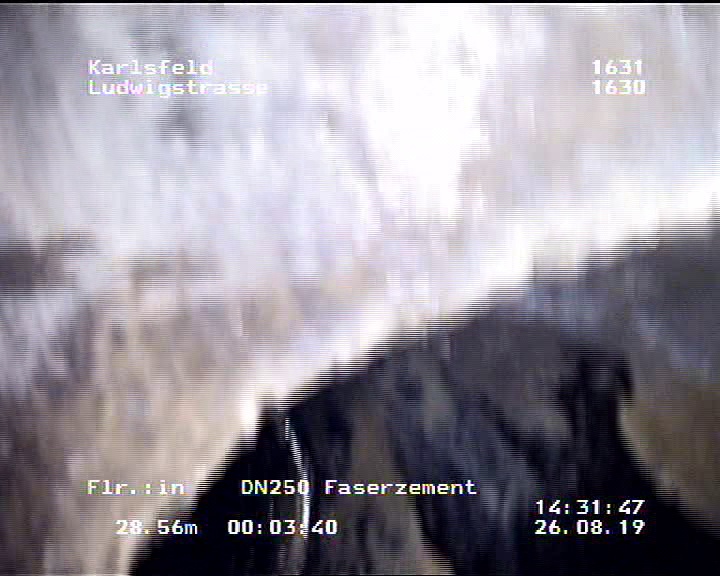 Karlsfeld 1631
Ludwigstrasse 1630
Flr.:in DN250 Faserzement
14:31:47
28.56m 00:03:40 26.08.19